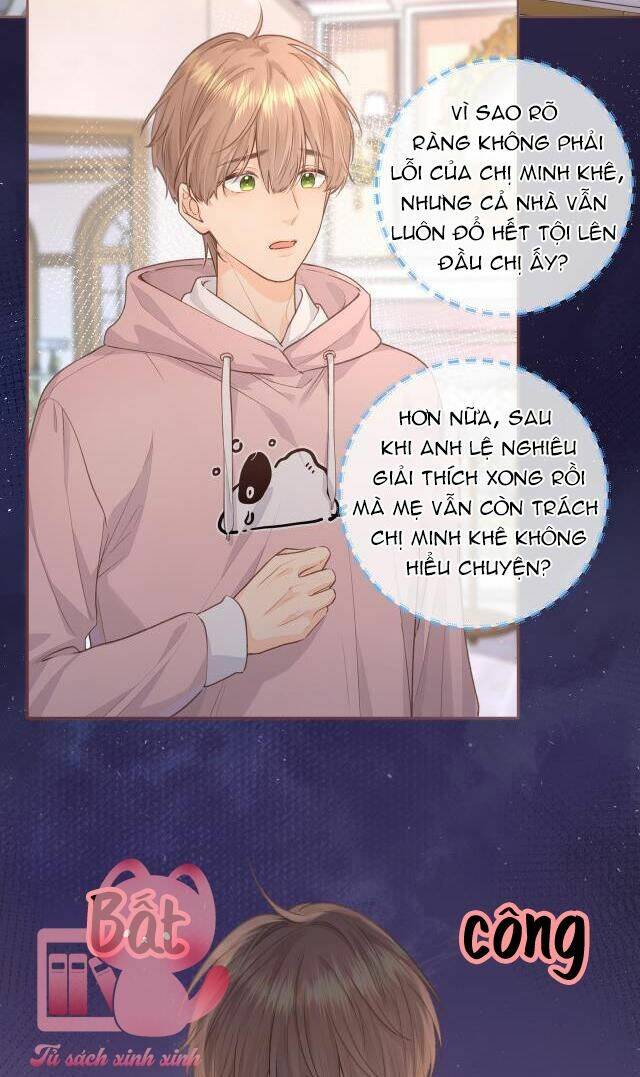 VÌ SAO RÕ
RÀNG KHÔNG PHẢI
LỖI CỦA CHỊ MINH KHÊ,
NHƯNG CẢ NHÀ VẪN
LUÔN ĐỔ HẾT TỘI LÊN
ĐẦU CHỊ ẤY?
HƠN NỮA, SAU
KHI ANH LỆ NGHIÊU
GIẢI THÍCH XONG RỒI
MÀ MẸ VẪN CÒN TRÁCH
CHỊ MINH KHÊ KHÔNG
HIỂU CHUYỆN?
Bất công
Tủ sách xinh xinh